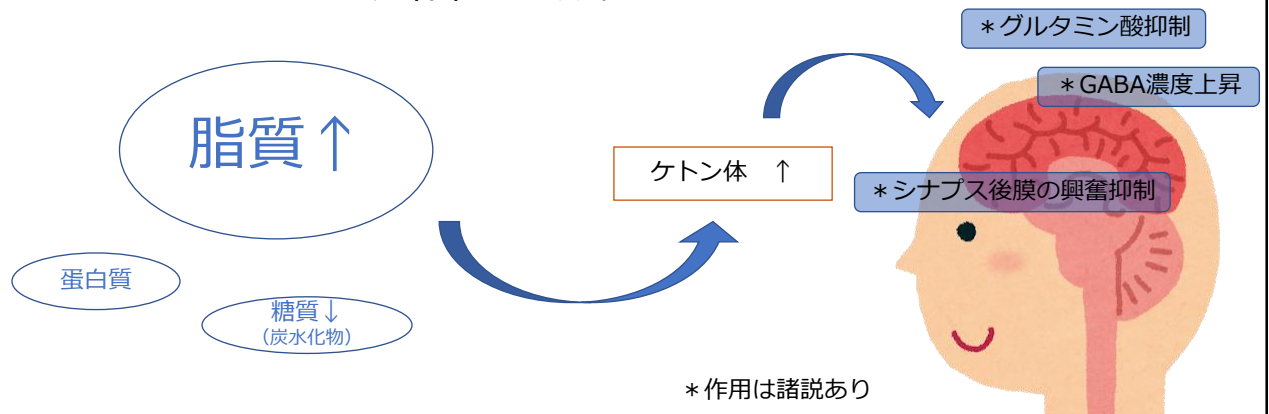 脂質↑
蛋白質
糖質↓
(炭水化物)
ケトン体 ↑
＊グルタミン酸抑制
＊GABA濃度上昇
＊シナプス後膜の興奮抑制
＊作用は諸説あり